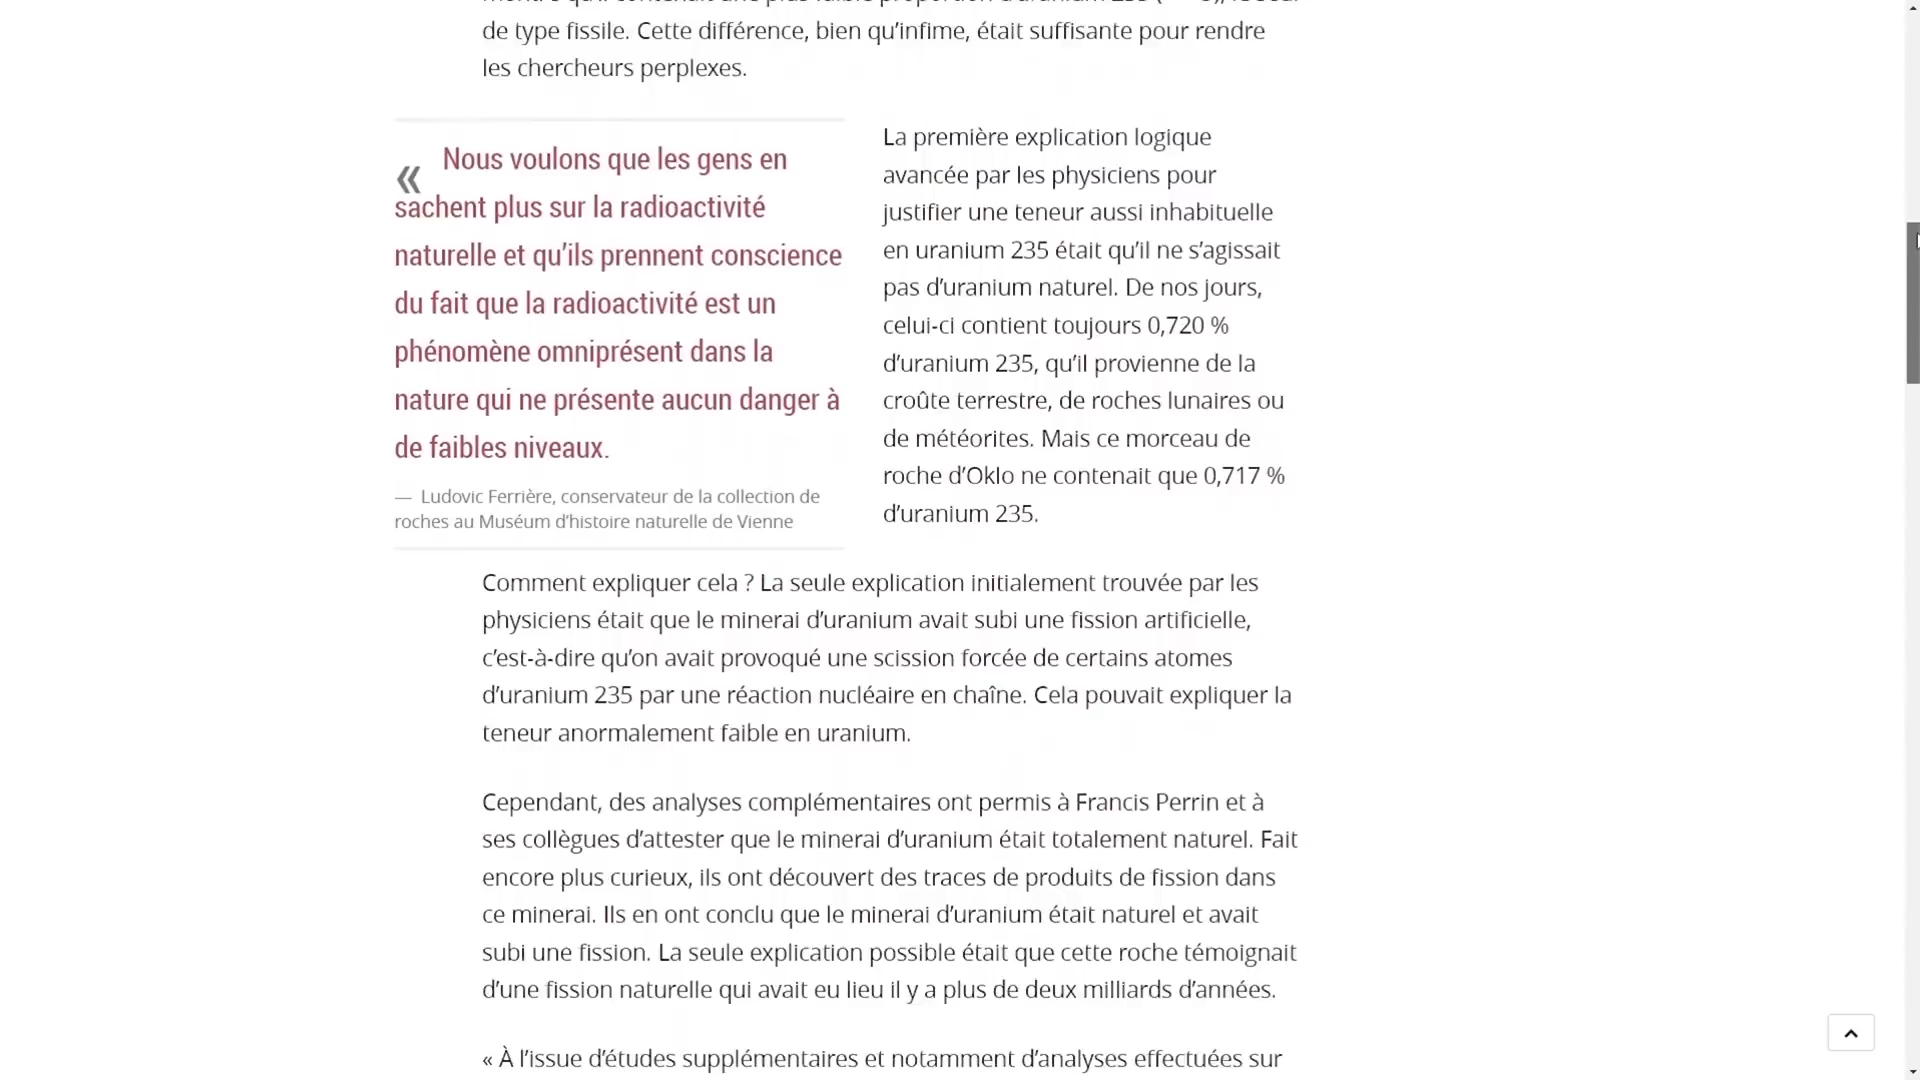 de type fissile. Cette différence, bien qu’infime, était suffisante pour rendre
les chercheurs perplexes.
« Nous voulons que les gens en
sachent plus sur la radioactivité
naturelle et qu’ils prennent conscience
du fait que la radioactivité est un
phénomène omniprésent dans la
nature qui ne présente aucun danger à
de faibles niveaux.
— Ludovic Ferrière, conservateur de la collection de
roches au Muséum d’histoire naturelle de Vienne
La première explication logique
avancée par les physiciens pour
justifier une teneur aussi inhabituelle
en uranium 235 était qu’il ne s’agissait
pas d’uranium naturel. De nos jours,
celui-ci contient toujours 0,720 %
d’uranium 235, qu’il provienne de la
croûte terrestre, de roches lunaires ou
de météorites. Mais ce morceau de
roche d’Oklo ne contenait que 0,717 %
d’uranium 235.
Comment expliquer cela ? La seule explication initialement trouvée par les
physiciens était que le minerai d’uranium avait subi une fission artificielle,
c’est-à-dire qu’on avait provoqué une scission forcée de certains atomes
d’uranium 235 par une réaction nucléaire en chaîne. Cela pouvait expliquer la
teneur anormalement faible en uranium.
Cependant, des analyses complémentaires ont permis à Francis Perrin et à
ses collègues d’attester que le minerai d’uranium était totalement naturel. Fait
encore plus curieux, ils ont découvert des traces de produits de fission dans
ce minerai. Ils en ont conclu que le minerai d’uranium était naturel et avait
subi une fission. La seule explication possible était que cette roche témoignait
d’une fission naturelle qui avait eu lieu il y a plus de deux milliards d’années.
« À l’issue d’études supplémentaires et notamment d’analyses effectuées sur